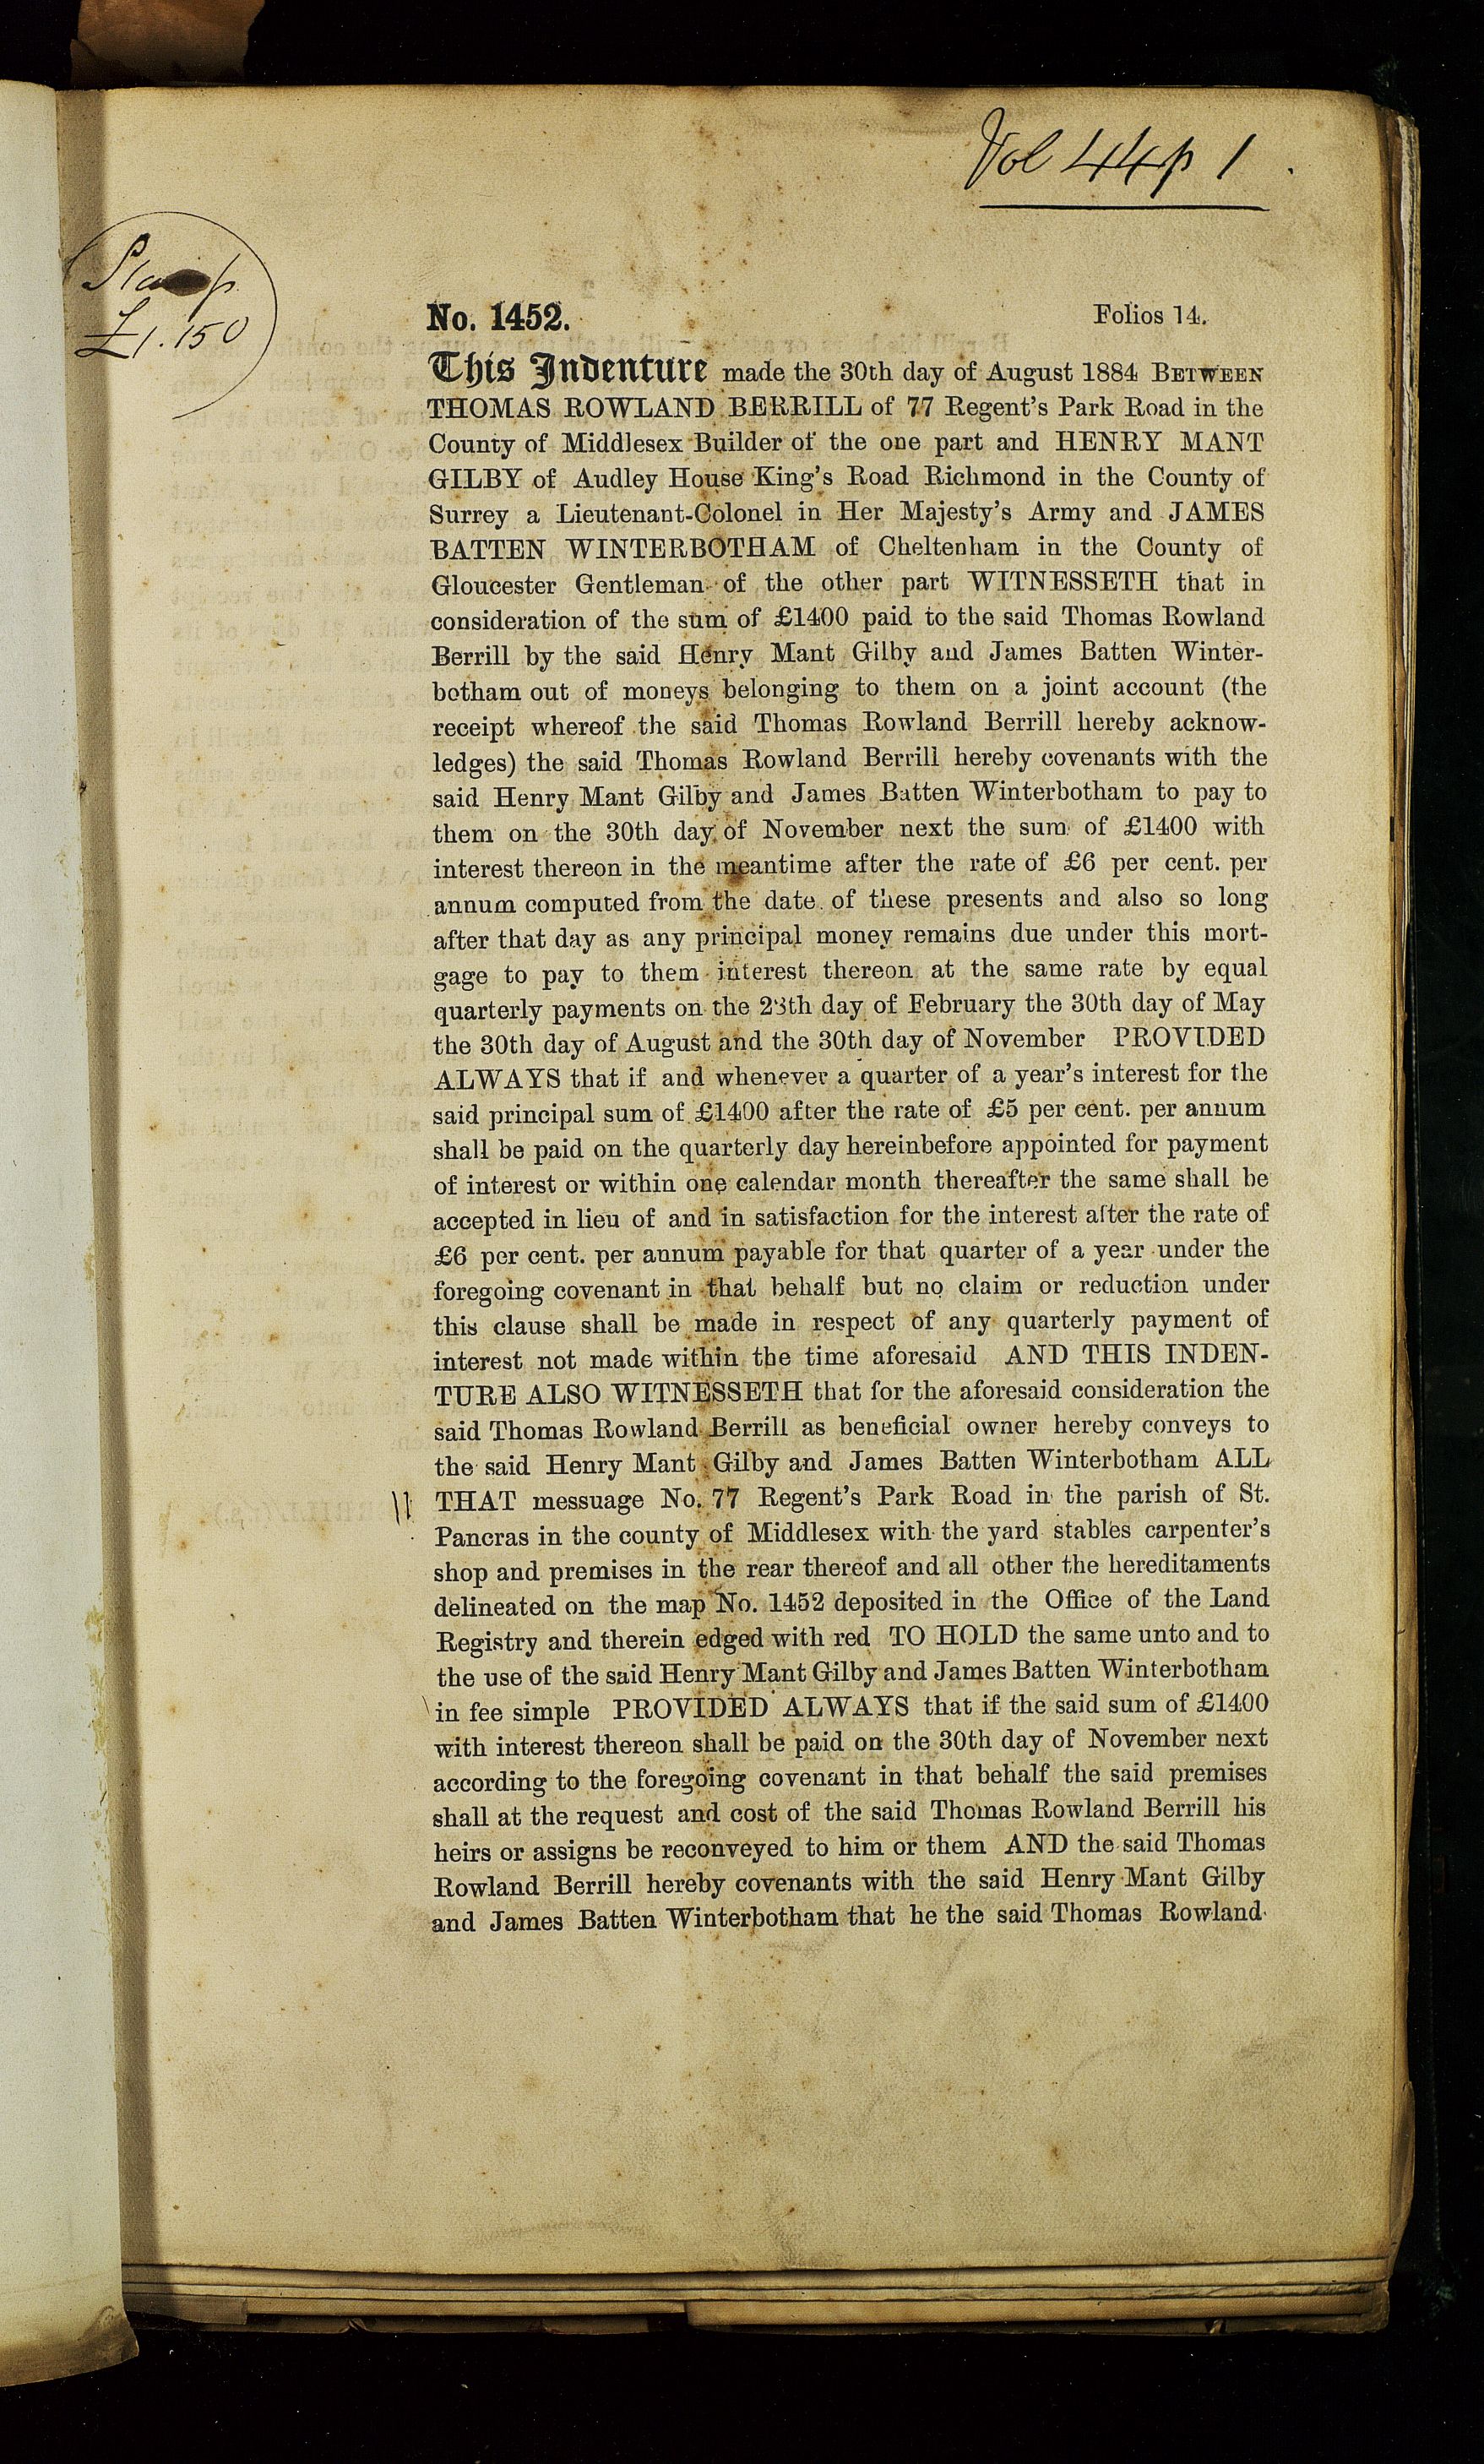 Vol 44 p 1
Stamp
£1.15.0
No. 1452.
Folios 14.
This Indenture made the 30th day of August 1884 BETWEEN
THOMAS ROWLAND BERRILL of 77 Regent's Park Road in the
County of Middlesex Builder of the one part and HENRY MANT
GILBY of Audley House King's Road Richmond in the County of
Surrey a Lieutenant-Colonel in Her Majesty's Army and JAMES
BATTEN WINTERBOTHAM of Cheltenham in the County of
Gloucester Gentleman of the other part WITNESSETH that in
consideration of the sum of £1400 paid to the said Thomas Rowland
Berrill by the said Henry Mant Gilby and James Batten Winter-
botham out of moneys belonging to them on a joint account (the
receipt whereof the said Thomas Rowland Berrill hereby acknow-
ledges) the said Thomas Rowland Berrill hereby covenants with the
said Henry Mant Gilby and James Batten Winterbotham to pay to
them on the 30th day of November next the sum of £1400 with
interest thereon in the meantime after the rate of £6 per cent. per
annum computed from the date of these presents and also so long
after that day as any principal money remains due under this mort-
gage to pay to them interest thereon at the same rate by equal
quarterly payments on the 28th day of February the 30th day of May
the 30th day of August and the 30th day of November PROVIDED
ALWAYS that if and whenever a quarter of a year's interest for the
said principal sum of £1400 after the rate of £5 per cent. per annum
shall be paid on the quarterly day hereinbefore appointed for payment
of interest or within one calendar month thereafter the same shall be
accepted in lieu of and in satisfaction for the interest after the rate of
£6 per cent. per annum payable for that quarter of a year under the
foregoing covenant in that behalf but no claim or reduction under
this clause shall be made in respect of any quarterly payment of
interest not made within the time aforesaid AND THIS INDEN-
TURE ALSO WITNESSETH that for the aforesaid consideration the
said Thomas Rowland Berrill as beneficial owner hereby conveys to
the said Henry Mant Gilby and James Batten Winterbotham ALL
THAT messuage No. 77 Regent's Park Road in the parish of St.
Pancras in the county of Middlesex with the yard stables carpenter's
shop and premises in the rear thereof and all other the hereditaments
delineated on the map No. 1452 deposited in the Office of the Land
Registry and therein edged with red TO HOLD the same unto and to
the use of the said Henry Mant Gilby and James Batten Winterbotham
in fee simple PROVIDED ALWAYS that if the said sum of £1400
with interest thereon shall be paid on the 30th day of November next
according to the foregoing covenant in that behalf the said premises
shall at the request and cost of the said Thomas Rowland Berrill his
heirs or assigns be reconveyed to him or them AND the said Thomas
Rowland Berrill hereby covenants with the said Henry Mant Gilby
and James Batten Winterbotham that he the said Thomas Rowland